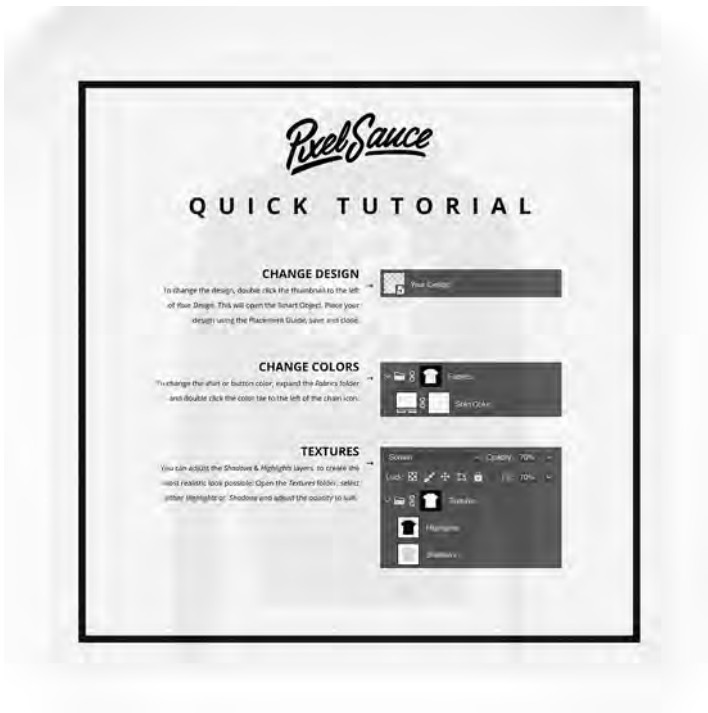 PixelSauce
QUICK TUTORIAL
CHANGE DESIGN
To change the design, double click the thumbnail to the left
of Your Design. This will open the Smart Object. Place your
design using the Placement Guide, save and close.
Your Design
CHANGE COLORS
To change the shirt or button color, expand the Fabrics folder
and double click the color tile to the left of the chain icon.
Fabrics
Shirt Color
TEXTURES
You can adjust the Shadows & Highlights layers, to create the
most realistic look possible. Open the Textures folder, select
either Highlights or Shadows and adjust the opacity to suit.
Screen Opacity: 70%
Lock: Fill: 70%
Textures
Highlights
Shadows